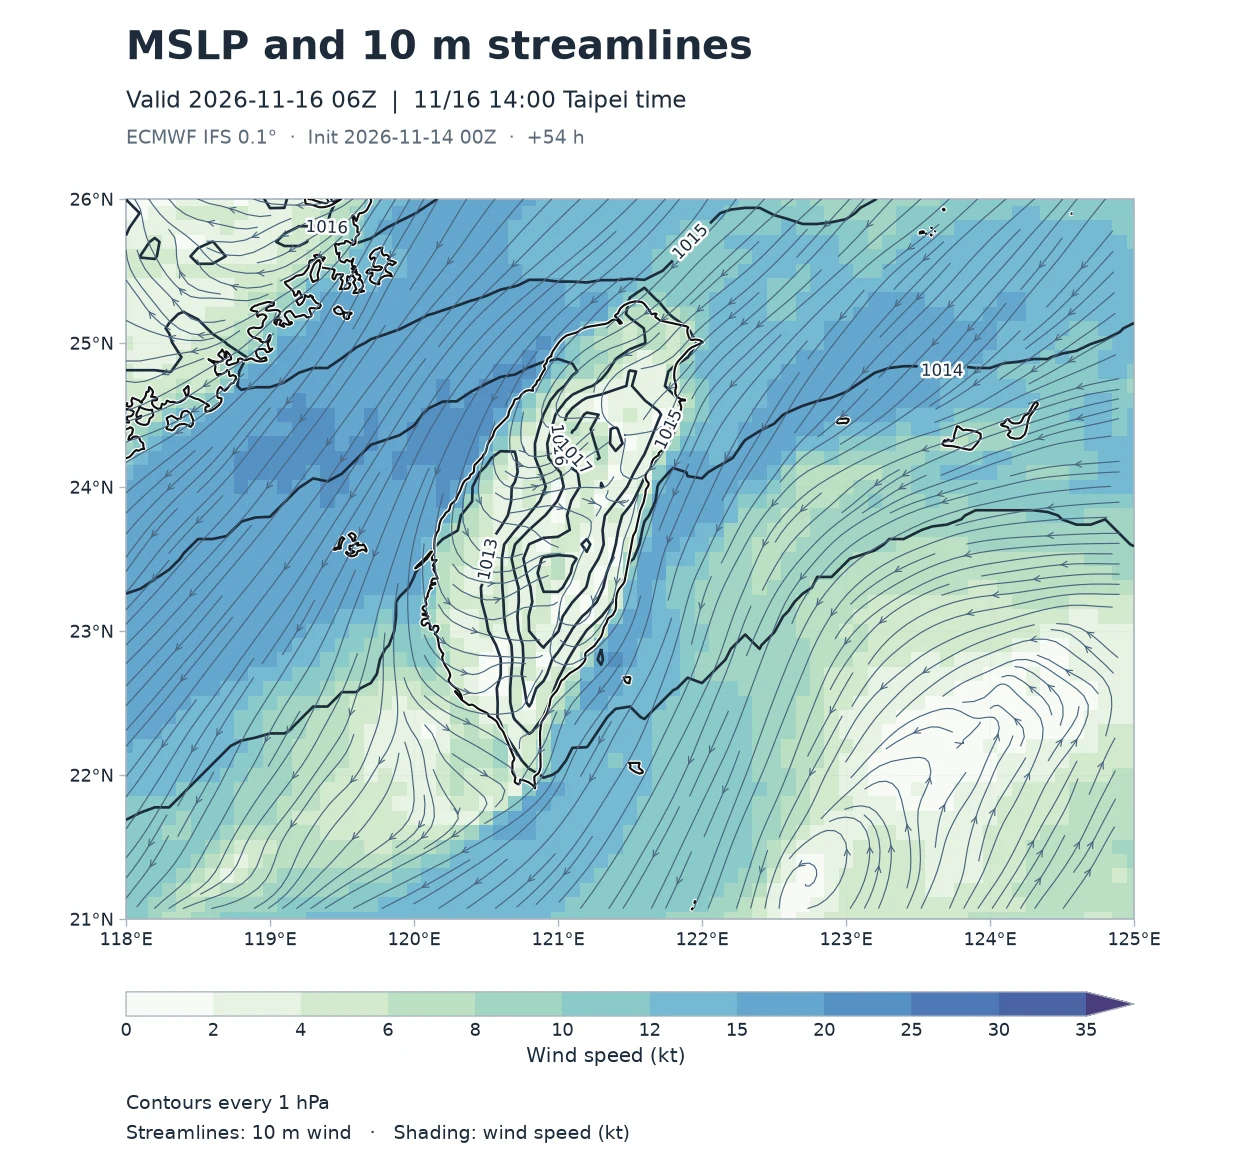 MSLP and 10 m streamlines
Valid 2026-11-16 06Z | 11/16 14:00 Taipei time
ECMWF IFS 0.1° · Init 2026-11-14 00Z · +54 h
26°N
1016
1015
25°N
1014
1015
1016
1017
24°N
1013
23°N
22°N
21°N
118°E 119°E 120°E 121°E 122°E 123°E 124°E 125°E
0 2 4 6 8 10 12 15 20 25 30 35
Wind speed (kt)
Contours every 1 hPa
Streamlines: 10 m wind · Shading: wind speed (kt)